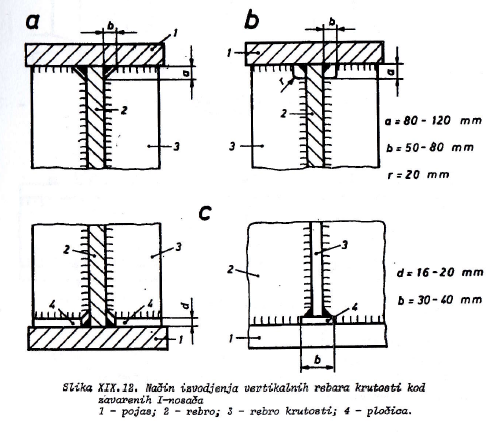 a
b
1
b
a
2
3
b
1
a
r
2
3
a = 80 - 120 mm
b = 50 - 80 mm
r = 20 mm
c
2
3
4
4
d
1
3
2
4
1
b
d = 16 - 20 mm
b = 30 - 40 mm
Slika XIX.12. Način izvodjenja vertikalnih rebara krutosti kod
zavarenih I-nosača
1 - pojas; 2 - rebro; 3 - rebro krutosti; 4 - pločica.